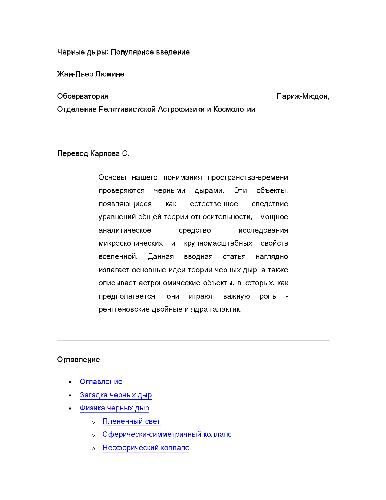 Черные дыры: Популярное введение
Жан-Пьер Люмине
Обсерватория Париж-Медон,
Отделение Релятивистской Астрофизики и Космологии
Перевод Карпова С.
Основы нашего понимания пространства-времени
проверяются черными дырами. Эти объекты,
появляющиеся как естественное следствие
уравнений общей теории относительности, - мощное
аналитическое средство исследования
микроскопических и крупномасштабных свойств
вселенной. Данная вводная статья наглядно
излагает основные идеи теории черных дыр, а также
описывает астрономические объекты, в которых, как
предполагается, они играют важную роль -
рентгеновские двойные и ядра галактик.
Оглавление
• Оглавление
• Загадка черных дыр
• Физика черных дыр
o Плененный свет
o Сферически-симметричный коллапс
o Несферический коллапс